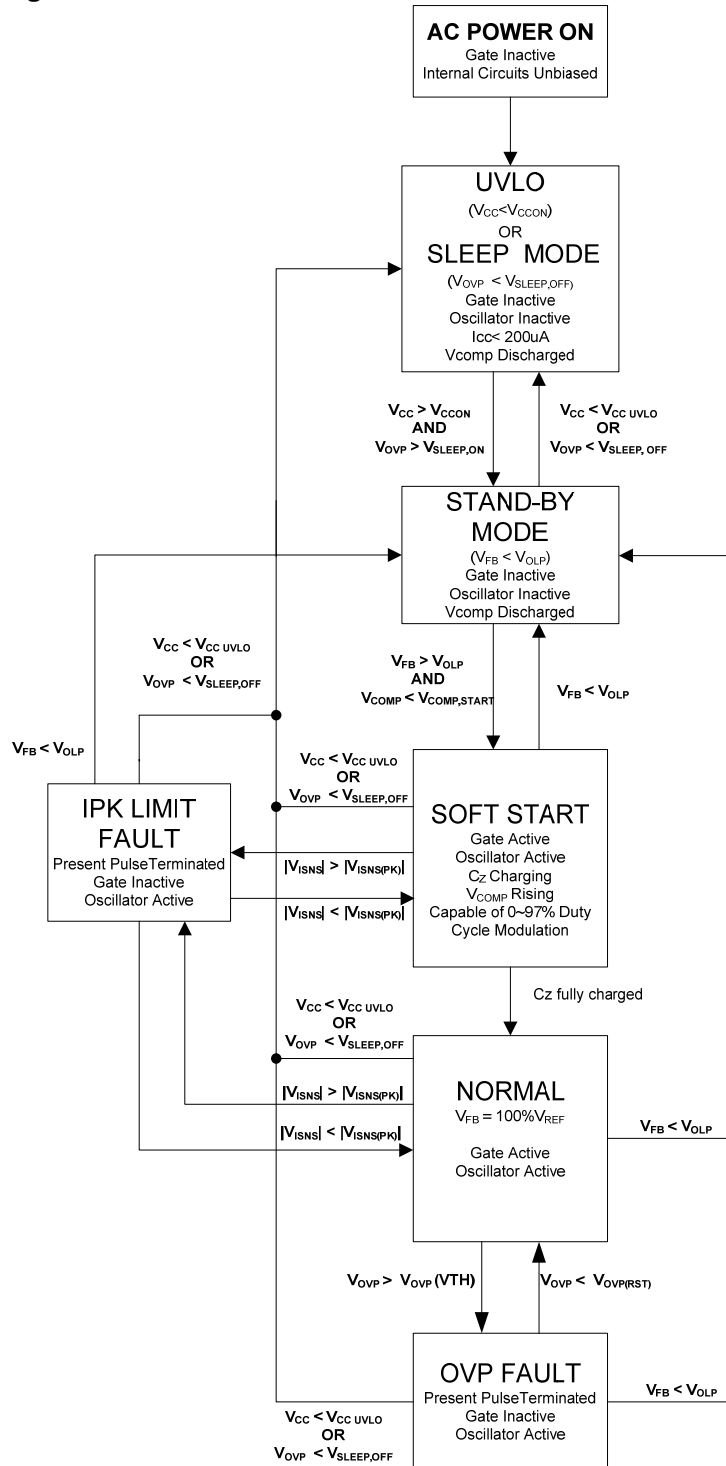 AC POWER ON
Gate Inactive
Internal Circuits Unbiased
UVLO
(VCC<VCCON)
OR
SLEEP MODE
(VOVP < VSLEEP,OFF)
Gate Inactive
Oscillator Inactive
Icc< 200uA
Vcomp Discharged
VCC > VCCON
AND
VOVP > VSLEEP,ON
VCC < VCC UVLO
OR
VOVP < VSLEEP, OFF
STAND-BY
MODE
(VFB < VOLP)
Gate Inactive
Oscillator Inactive
Vcomp Discharged
VCC < VCC UVLO
OR
VOVP < VSLEEP,OFF
VFB > VOLP
AND
VCOMP < VCOMP,START
VFB < VOLP
VFB < VOLP
VCC < VCC UVLO
OR
VOVP < VSLEEP,OFF
IPK LIMIT
FAULT
Present PulseTerminated
Gate Inactive
Oscillator Active
|VISNS| > |VISNS(PK)|
|VISNS| < |VISNS(PK)|
SOFT START
Gate Active
Oscillator Active
CZ Charging
VCOMP Rising
Capable of 0~97% Duty
Cycle Modulation
Cz fully charged
VCC < VCC UVLO
OR
VOVP < VSLEEP,OFF
|VISNS| > |VISNS(PK)|
|VISNS| < |VISNS(PK)|
NORMAL
VFB = 100%VREF
Gate Active
Oscillator Active
VFB < VOLP
VOVP > VOVP (VTH)
VOVP < VOVP(RST)
OVP FAULT
Present PulseTerminated
Gate Inactive
Oscillator Active
VFB < VOLP
VCC < VCC UVLO
OR
VOVP < VSLEEP,OFF